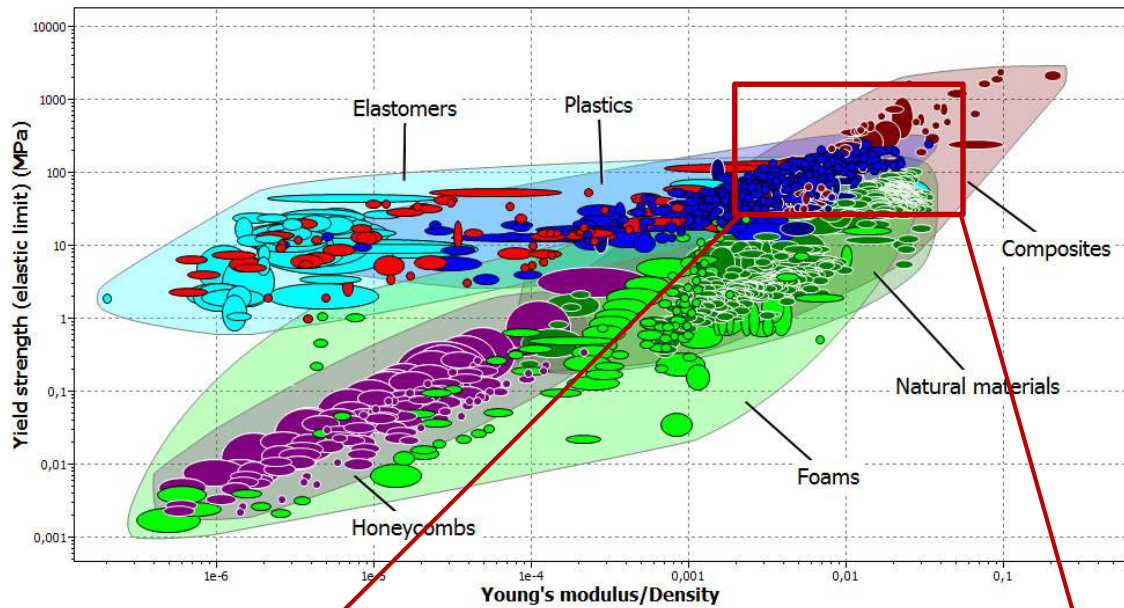 10000
1000
100
10
1
0,1
0,01
0,001
Yield strength (elastic limit) (MPa)
Elastomers
Plastics
Composites
Natural materials
Foams
Honeycombs
1e-6
1e-5
1e-4
0,001
0,01
0,1
Young's modulus/Density